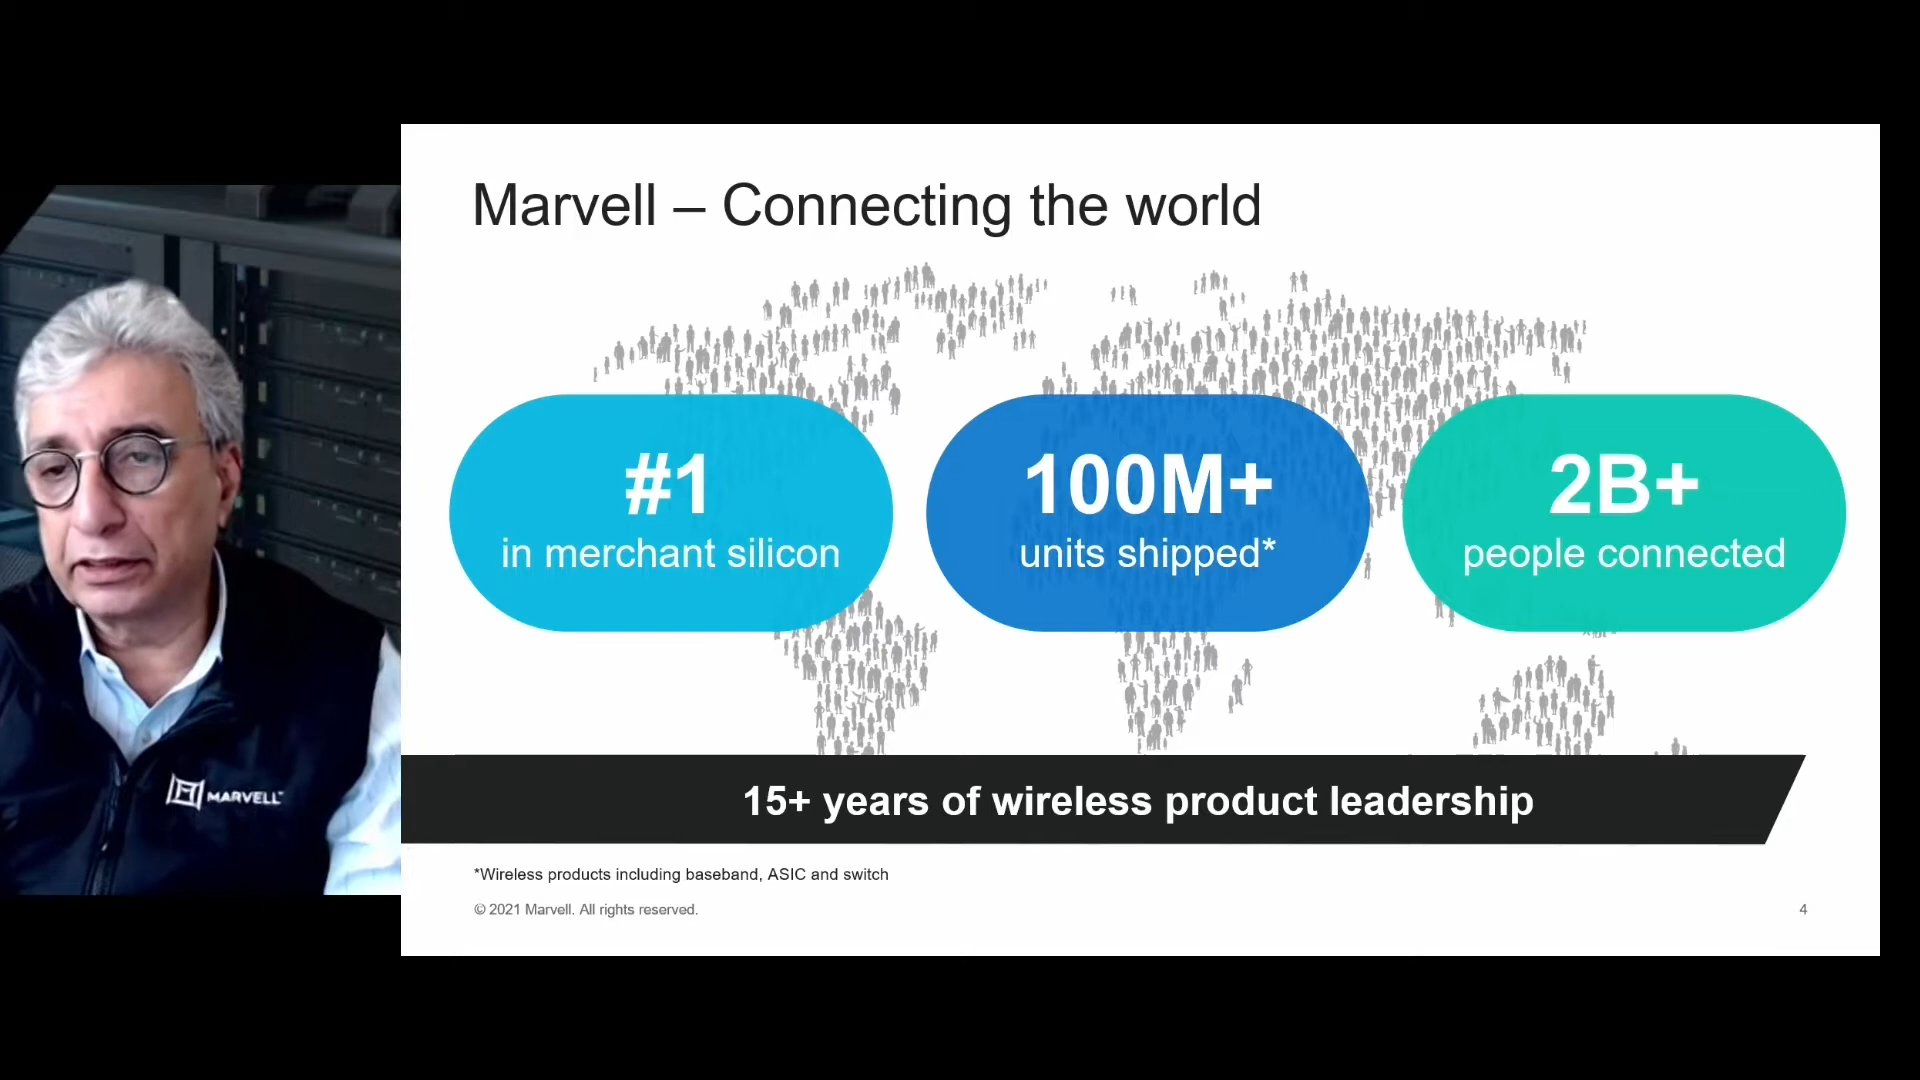 Marvell – Connecting the world
#1
in merchant silicon
100M+
units shipped*
2B+
people connected
15+ years of wireless product leadership
*Wireless products including baseband, ASIC and switch
© 2021 Marvell. All rights reserved.
4
MARVELL™